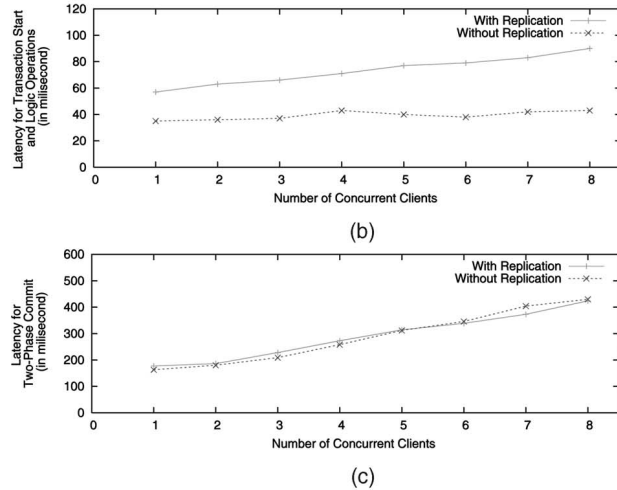 120
100
80
60
40
20
0
Latency for Transaction Start
and Logic Operations
(in milisecond)
With Replication
Without Replication
0 1 2 3 4 5 6 7 8
Number of Concurrent Clients
(b)
600
500
400
300
200
100
0
Latency for
Two-Phase Commit
(in milisecond)
With Replication
Without Replication
0 1 2 3 4 5 6 7 8
Number of Concurrent Clients
(c)